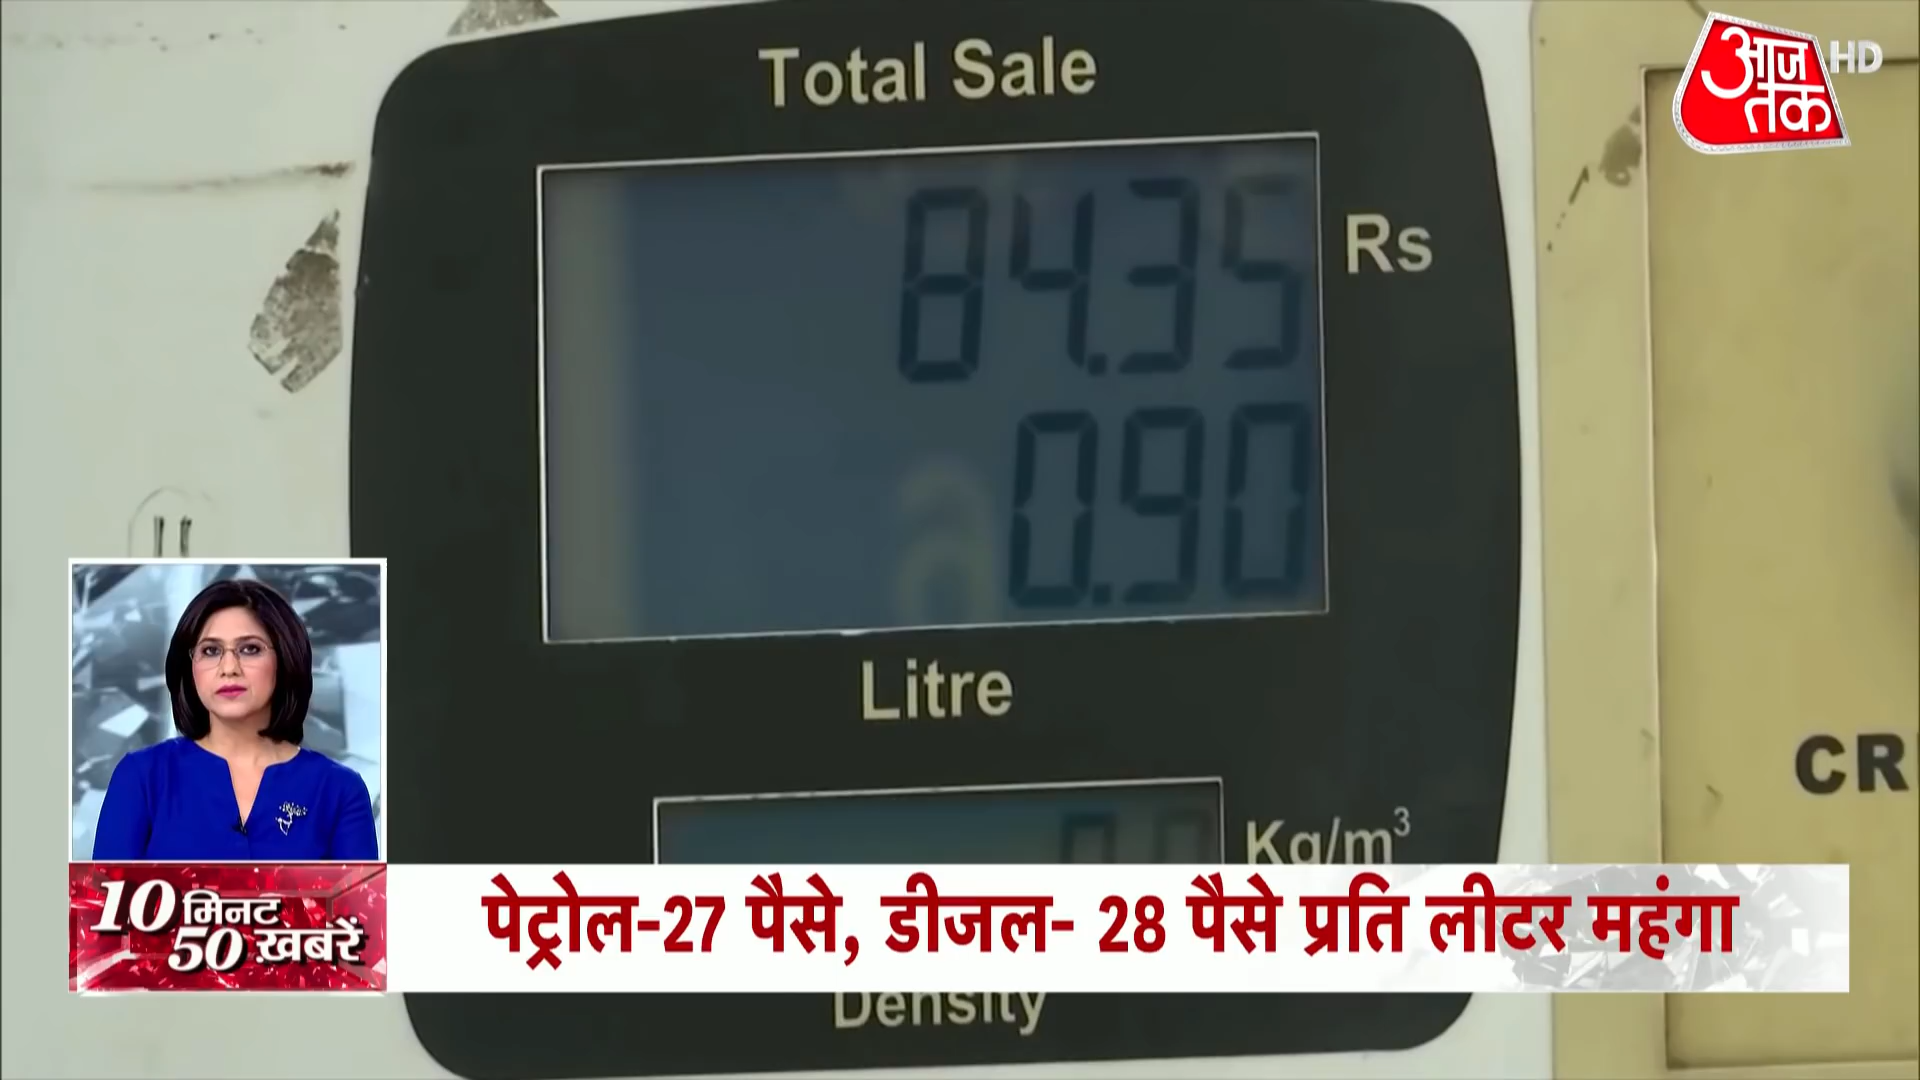 Total Sale
84.35 Rs
0.90
Litre
Kg/m³
Density
CR
आज
तक HD
10 मिनट
50 ख़बरें
पेट्रोल-27 पैसे, डीजल- 28 पैसे प्रति लीटर महंगा